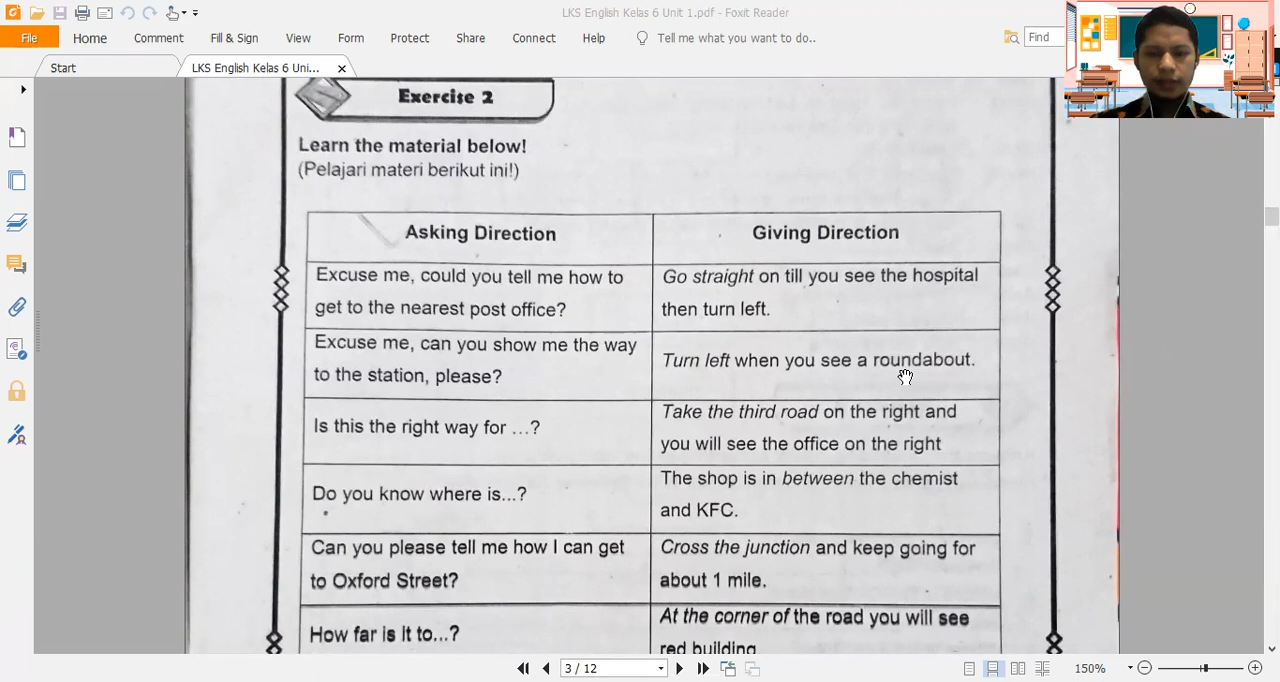 LKS English Kelas 6 Unit 1.pdf - Foxit Reader
File Home Comment Fill & Sign View Form Protect Share Connect Help Tell me what you want to do.. Find
Start LKS English Kelas 6 Uni...
Exercise 2
Learn the material below!
(Pelajari materi berikut ini!)
Asking Direction
Giving Direction
Excuse me, could you tell me how to
get to the nearest post office?
Go straight on till you see the hospital
then turn left.
Excuse me, can you show me the way
to the station, please?
Turn left when you see a roundabout.
Is this the right way for ...?
Take the third road on the right and
you will see the office on the right
Do you know where is...?
The shop is in between the chemist
and KFC.
Can you please tell me how I can get
to Oxford Street?
Cross the junction and keep going for
about 1 mile.
How far is it to...?
At the corner of the road you will see
red building
3 / 12
150%